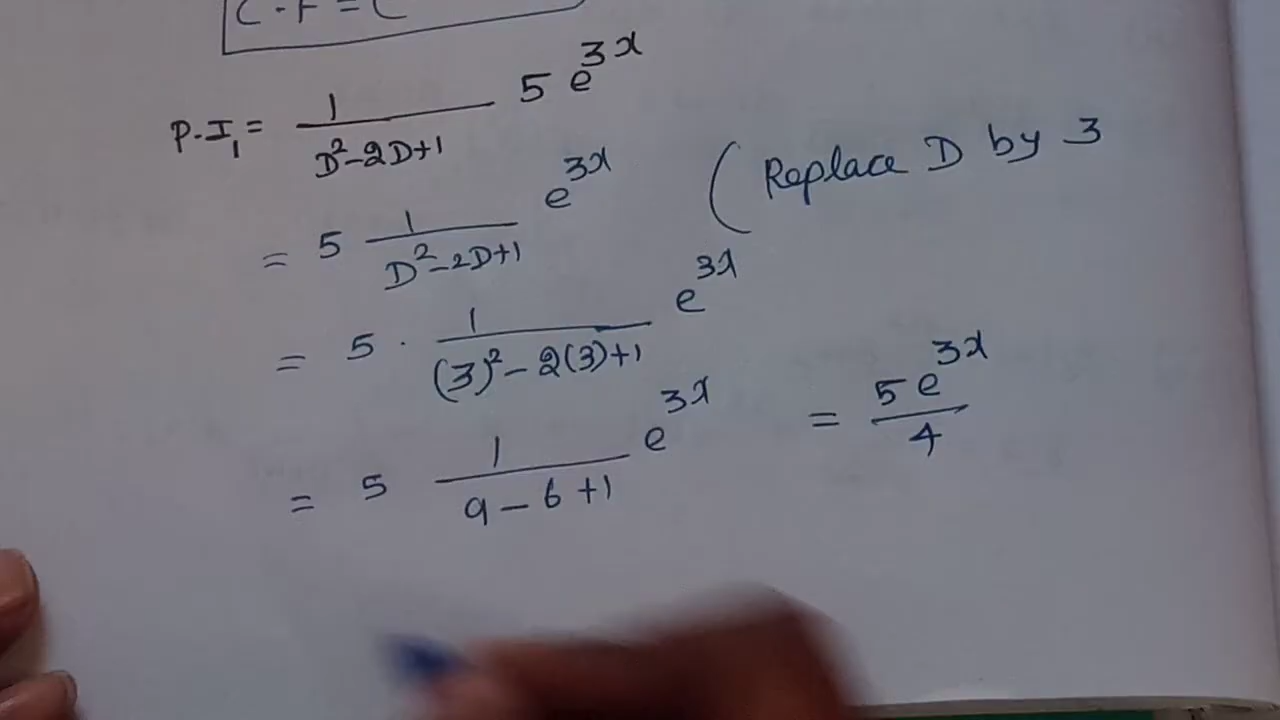 C.F = (
P.I₁ = 1/(D²-2D+1) 5 e^3x
= 5 1/(D²-2D+1) e^3x (Replace D by 3
= 5 · 1/((3)²-2(3)+1) e^3x
= 5 1/(9-6+1) e^3x = 5e^3x/4